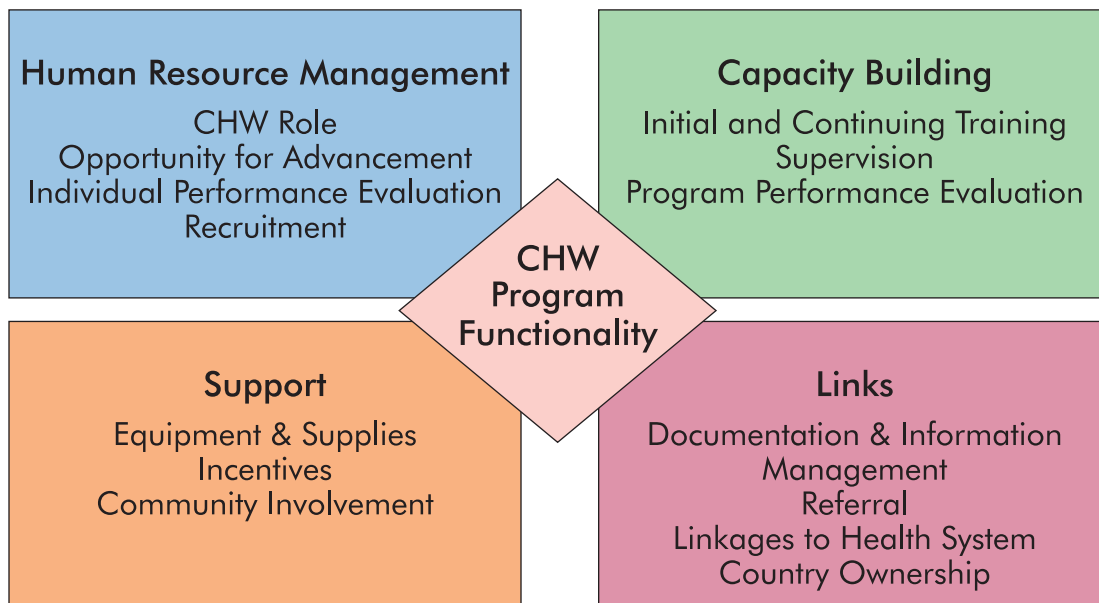 Human Resource Management
CHW Role
Opportunity for Advancement
Individual Performance Evaluation
Recruitment
Capacity Building
Initial and Continuing Training
Supervision
Program Performance Evaluation
CHW
Program
Functionality
Support
Equipment & Supplies
Incentives
Community Involvement
Links
Documentation & Information
Management
Referral
Linkages to Health System
Country Ownership